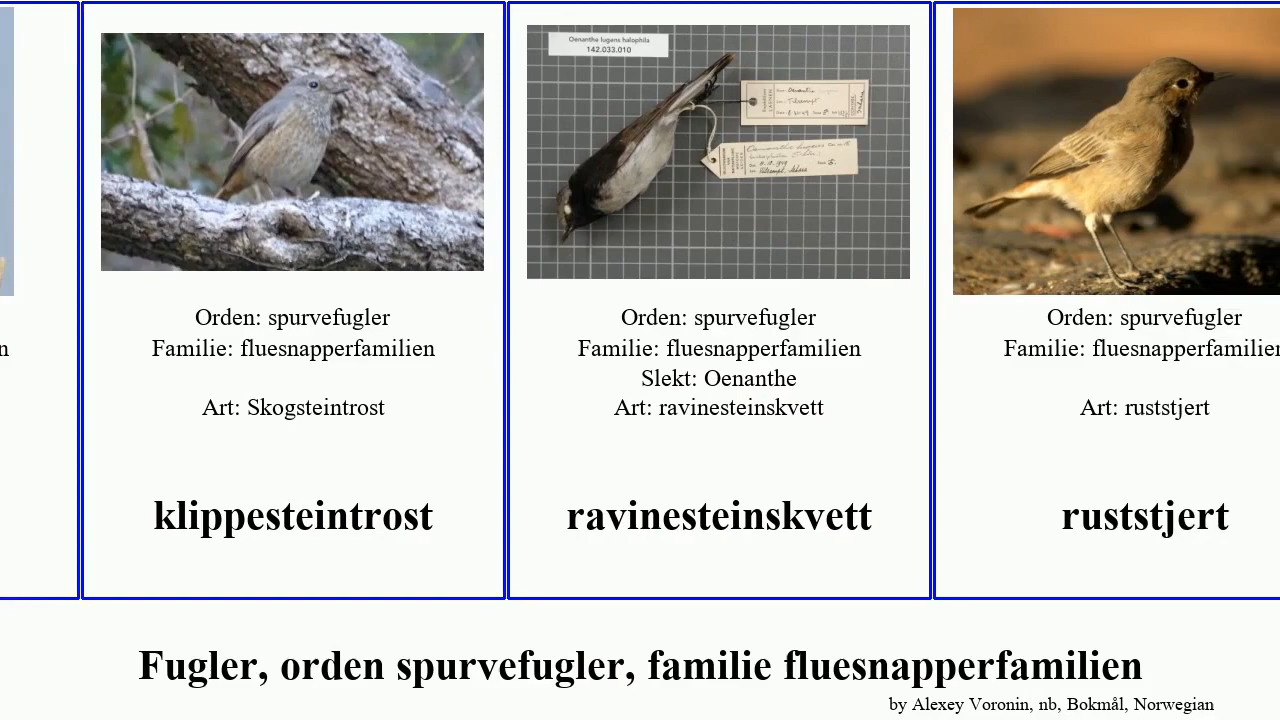 Oenanthe lugens halophila
142.033.010
n
Orden: spurvefugler
Familie: fluesnapperfamilien
Art: Skogsteintrost
klippesteintrost
Orden: spurvefugler
Familie: fluesnapperfamilien
Slekt: Oenanthe
Art: ravinesteinskvett
ravinesteinskvett
Orden: spurvefugler
Familie: fluesnapperfamilien
Art: ruststjert
ruststjert
Fugler, orden spurvefugler, familie fluesnapperfamilien
by Alexey Voronin, nb, Bokmål, Norwegian